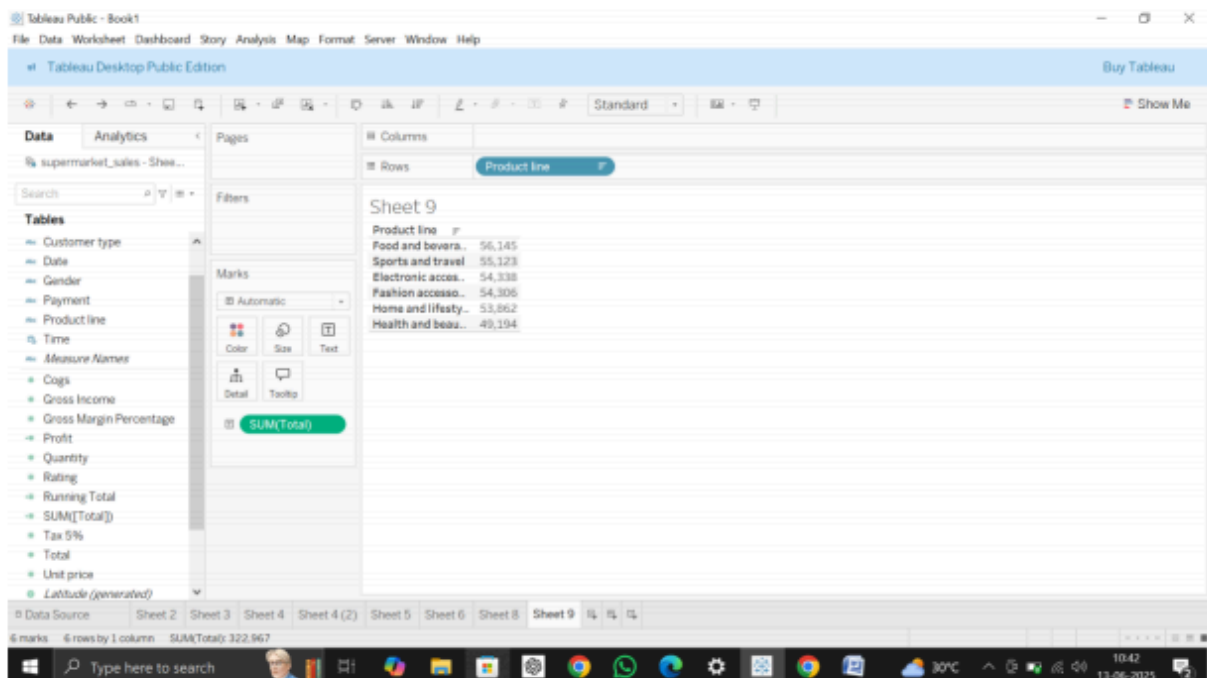 Tableau Public - Book1
File Data Worksheet Dashboard Story Analysis Map Format Server Window Help
Tableau Desktop Public Edition
Buy Tableau
Standard
Show Me
Data Analytics
Pages
Columns
supermarket_sales - Shee...
Rows
Product line
Search
Filters
Tables
Customer type
Date
Gender
Payment
Product line
Time
Measure Names
Cogs
Gross Income
Gross Margin Percentage
Profit
Quantity
Rating
Running Total
SUM([Total])
Tax 5%
Total
Unit price
Latitude (generated)
Marks
Automatic
Color Size Text
Detail Tooltip
SUM(Total)
Sheet 9
Product line
Food and bevera.. 56,145
Sports and travel 55,123
Electronic acces.. 54,338
Fashion accesso.. 54,306
Home and lifesty.. 53,862
Health and beau.. 49,194
Data Source Sheet 2 Sheet 3 Sheet 4 Sheet 4 (2) Sheet 5 Sheet 6 Sheet 8 Sheet 9
6 marks 6 rows by 1 column SUM(Total): 322,967
Type here to search
30°C
10:42
13-06-2025